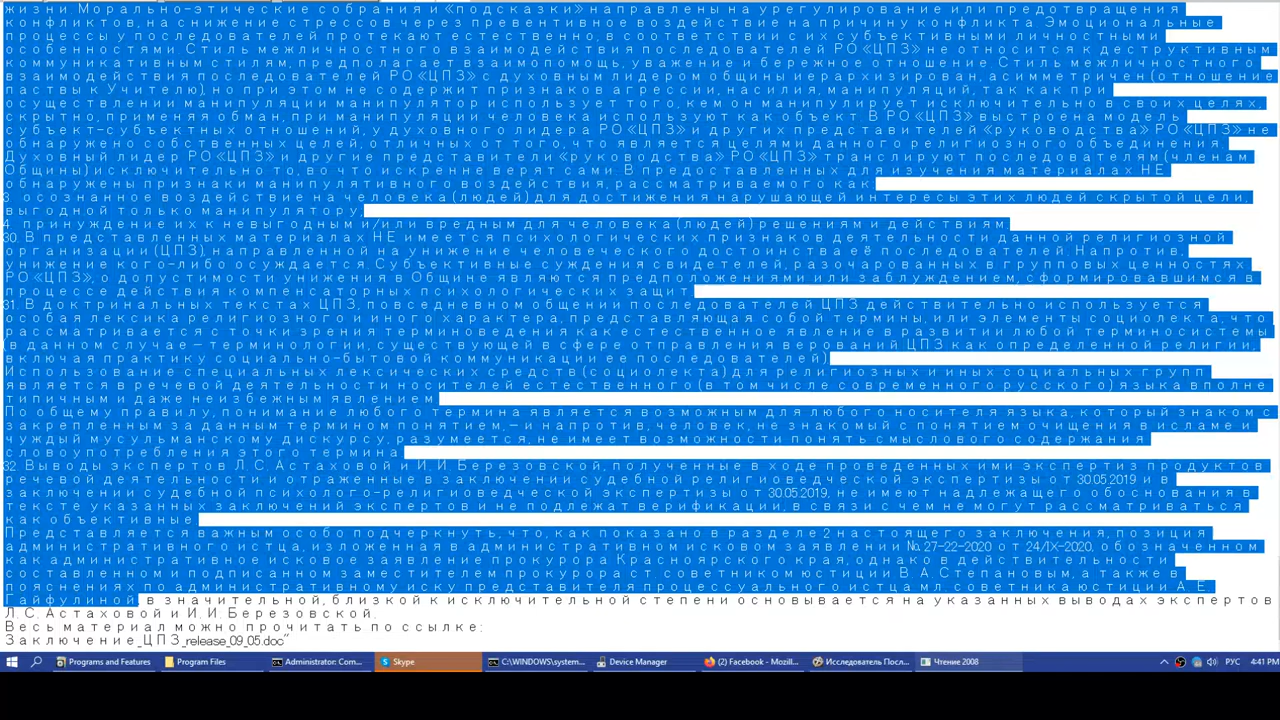 жизни Морально-этические собрания и «подсказки» направлены на урегулирование или предотвращения
конфликтов, на снижение стрессов через превентивное воздействие на причину конфликта. Эмоциональные
процессы у последователей протекают естественно, в соответствии с их субъективными личностными
особенностями. Стиль межличностного взаимодействия последователей РО «ЦПЗ» не относится к деструктивным
коммуникативным стилям, предполагает взаимопомощь, уважение и бережное отношение. Стиль межличностного
взаимодействия последователей РО «ЦПЗ» с духовным лидером общины иерархизирован, асимметричен (отношение
паствы к Учителю), но при этом не содержит признаков агрессии, насилия, манипуляций, так как при
осуществлении манипуляции манипулятор использует того, кем он манипулирует исключительно в своих целях,
скрытно, применяя обман, при манипуляции человека используют как объект. В РО «ЦПЗ» выстроена модель
субъект-субъектных отношений, у духовного лидера РО «ЦПЗ» и других представителей «руководства» РО «ЦПЗ» не
обнаружено собственных целей, отличных от того, что является целями данного религиозного объединения.
Духовный лидер РО «ЦПЗ» и другие представители «руководства» РО «ЦПЗ» транслируют последователям (членам
Общины) исключительно то, во что искренне верят сами. В предоставленных для изучения материалах НЕ
обнаружены признаки манипулятивного воздействия, рассматриваемого как
3 осознанное воздействие на человека (людей) для достижения нарушающей интересы этих людей скрытой цели,
выгодной только манипулятору;
4 принуждение их к невыгодным и/или вредным для человека (людей) решениям и действиям.
30. В представленных материалах НЕ имеется психологических признаков деятельности данной религиозной
организации (ЦПЗ), направленной на унижение человеческого достоинства её последователей. Напротив,
унижение кого-либо осуждается. Субъективные суждения свидетелей, разочарованных в групповых ценностях
РО «ЦПЗ» о допустимости унижения в Общине являются предположениями или заблуждением, сформировавшимся в
процессе действия компенсаторных психологических защит.
31. В доктринальных текстах ЦПЗ, повседневном общении последователей ЦПЗ действительно используется
особая лексика религиозного и иного характера, представляющая собой термины, или элементы социолекта, что
рассматривается с точки зрения терминоведения как естественное явление в развитии любой терминосистемы
(в данном случае – терминологии, существующей в сфере отправления верований ЦПЗ как определенной религии,
включая практику социально-бытовой коммуникации ее последователей)
Использование специальных лексических средств (социолекта) для религиозных и иных социальных групп
является в речевой деятельности носителей естественного (в том числе современного русского) языка вполне
типичным и даже неизбежным явлением
По общему правилу, понимание любого термина является возможным для любого носителя языка, который знаком с
закрепленным за данным термином понятием, – и напротив, человек, не знакомый с понятием очищения в исламе и
чуждый мусульманскому дискурсу, разумеется, не имеет возможности понять смыслового содержания
словоупотребления этого термина
32. Выводы экспертов Л. С. Астаховой и И. И. Березовской, полученные в ходе проведенных ими экспертиз продуктов
речевой деятельности и отраженные в заключении судебной религиоведческой экспертизы от 30.05.2019 и в
заключении судебной психолого-религиоведческой экспертизы от 30.05.2019, не имеют надлежащего обоснования в
тексте указанных заключений экспертов и не подлежат верификации, в связи с чем не могут рассматриваться
как объективные
Представляется важным особо подчеркнуть, что, как показано в разделе 2 настоящего заключения, позиция
административного истца, изложенная в административном исковом заявлении № 27-22-2020 от 24/IX-2020, обозначенном
как административное исковое заявление прокурора Красноярского края, однако в действительности
составленном и подписанном заместителем прокурора ст. советником юстиции В. А. Степановым, а также в
пояснениях по административному иску представителя процессуального истца мл. советника юстиции А. Е.
Гайфулиной, в значительной, близкой к исключительной степени основывается на указанных выводах экспертов
Л. С. Астаховой и И. И. Березовской.
Весь материал можно прочитать по ссылке:
Заключение_ЦПЗ_release_09_05.doc"
Programs and Features Program Files Administrator: Com... Skype C:\WINDOWS\system... Device Manager (2) Facebook - Mozilla... Исследователь Посл... Чтение 2008 РУС 4:41 PM